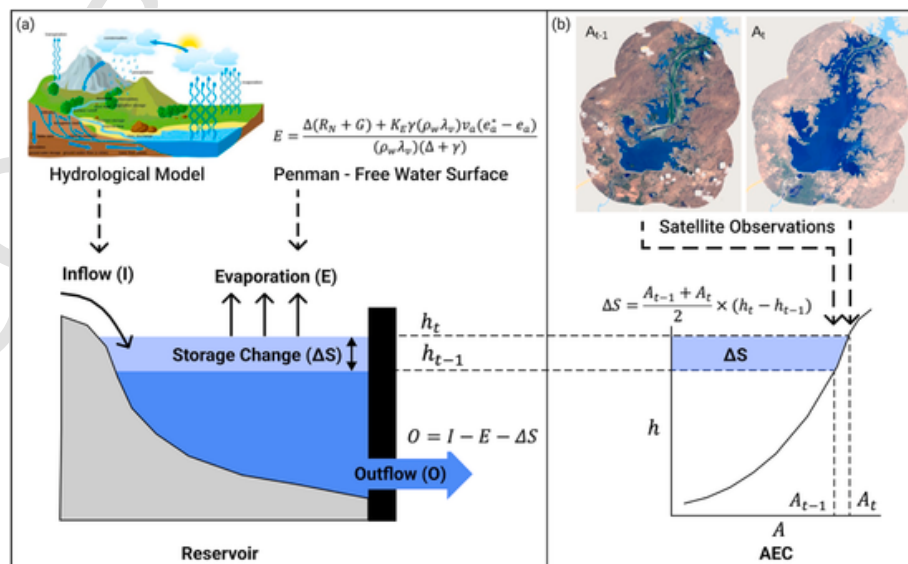 (a)
E = \frac{Δ(R_N + G) + K_E γ(ρ_w λ_v) v_a (e_a^* − e_a)}{(ρ_w λ_v)(Δ + γ)}
Hydrological Model
Penman - Free Water Surface
Inflow (I)
Evaporation (E)
h_t
Storage Change (ΔS)
h_{t−1}
O = I − E − ΔS
Outflow (O)
Reservoir
(b)
A_{t-1}
A_t
Satellite Observations
ΔS = \frac{A_{t−1} + A_t}{2} × (h_t − h_{t−1})
ΔS
h
A_{t−1}
A_t
A
AEC